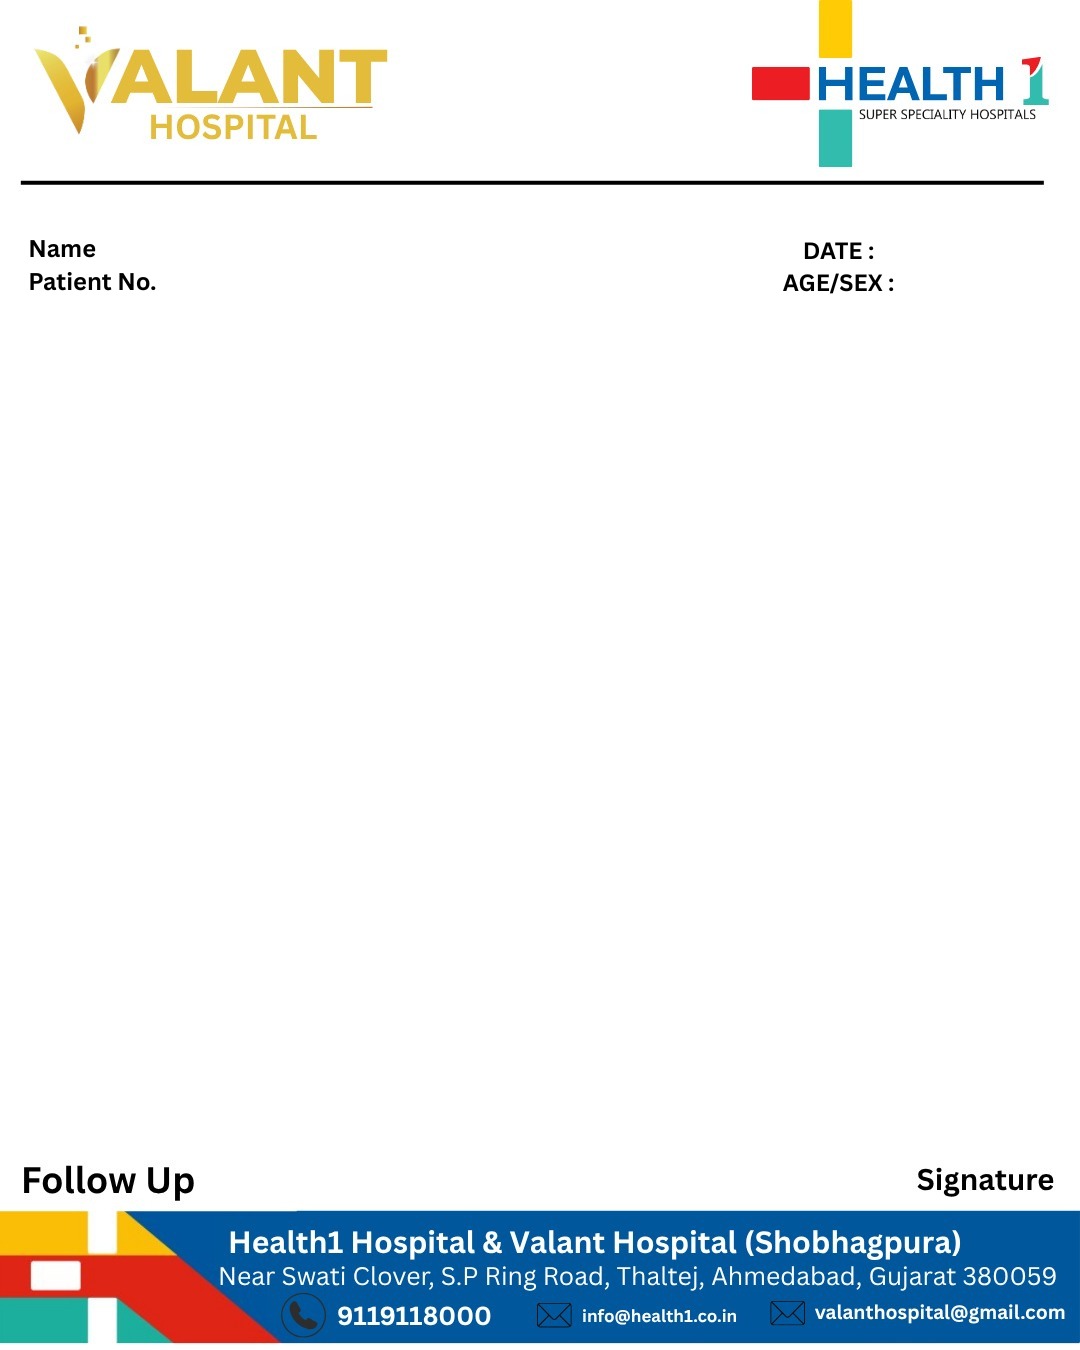 VALANT
HOSPITAL
HEALTH 1
SUPER SPECIALITY HOSPITALS
Name
DATE :
Patient No.
AGE/SEX :
Follow Up
Signature
Health1 Hospital & Valant Hospital (Shobhagpura)
Near Swati Clover, S.P Ring Road, Thaltej, Ahmedabad, Gujarat 380059
9119118000 info@health1.co.in valanthospital@gmail.com